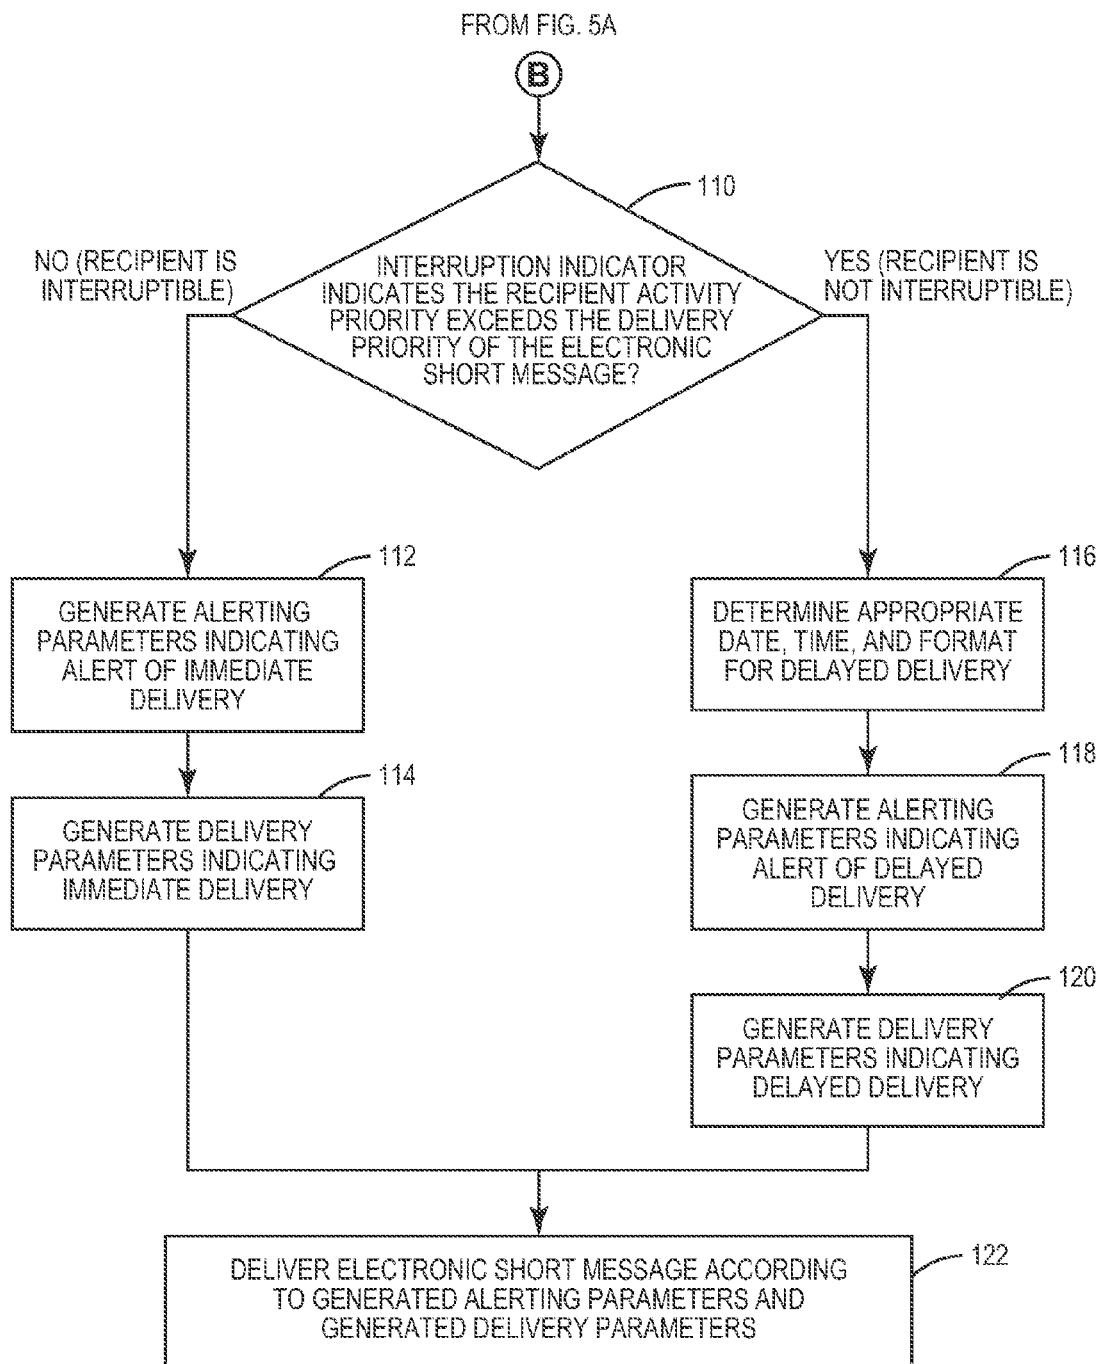 FROM FIG. 5A
B
110
NO (RECIPIENT IS
INTERRUPTIBLE)
INTERRUPTION INDICATOR
INDICATES THE RECIPIENT ACTIVITY
PRIORITY EXCEEDS THE DELIVERY
PRIORITY OF THE ELECTRONIC
SHORT MESSAGE?
YES (RECIPIENT IS
NOT INTERRUPTIBLE)
112
GENERATE ALERTING
PARAMETERS INDICATING
ALERT OF IMMEDIATE
DELIVERY
114
GENERATE DELIVERY
PARAMETERS INDICATING
IMMEDIATE DELIVERY
116
DETERMINE APPROPRIATE
DATE, TIME, AND FORMAT
FOR DELAYED DELIVERY
118
GENERATE ALERTING
PARAMETERS INDICATING
ALERT OF DELAYED
DELIVERY
120
GENERATE DELIVERY
PARAMETERS INDICATING
DELAYED DELIVERY
122
DELIVER ELECTRONIC SHORT MESSAGE ACCORDING
TO GENERATED ALERTING PARAMETERS AND
GENERATED DELIVERY PARAMETERS